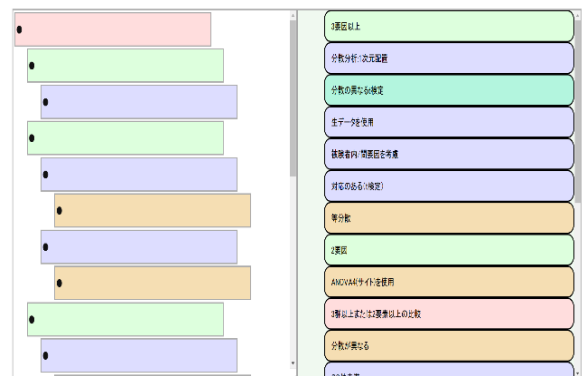 3要因以上
分散分析:1次元配置
分散の異なるt検定
生データを使用
被験者内/間要因を考慮
対応のある(t検定)
等分散
2要因
ANOVA4(サイト)を使用
3群以上または2要素以上の比較
分散が異なる